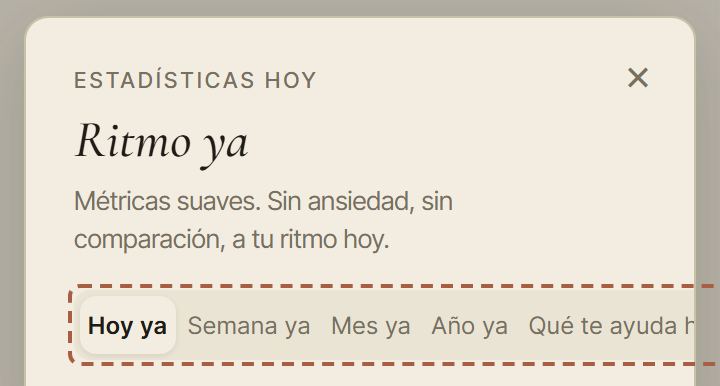 ESTADÍSTICAS HOY
Ritmo ya
Métricas suaves. Sin ansiedad, sin
comparación, a tu ritmo hoy.
Hoy ya Semana ya Mes ya Año ya Qué te ayuda